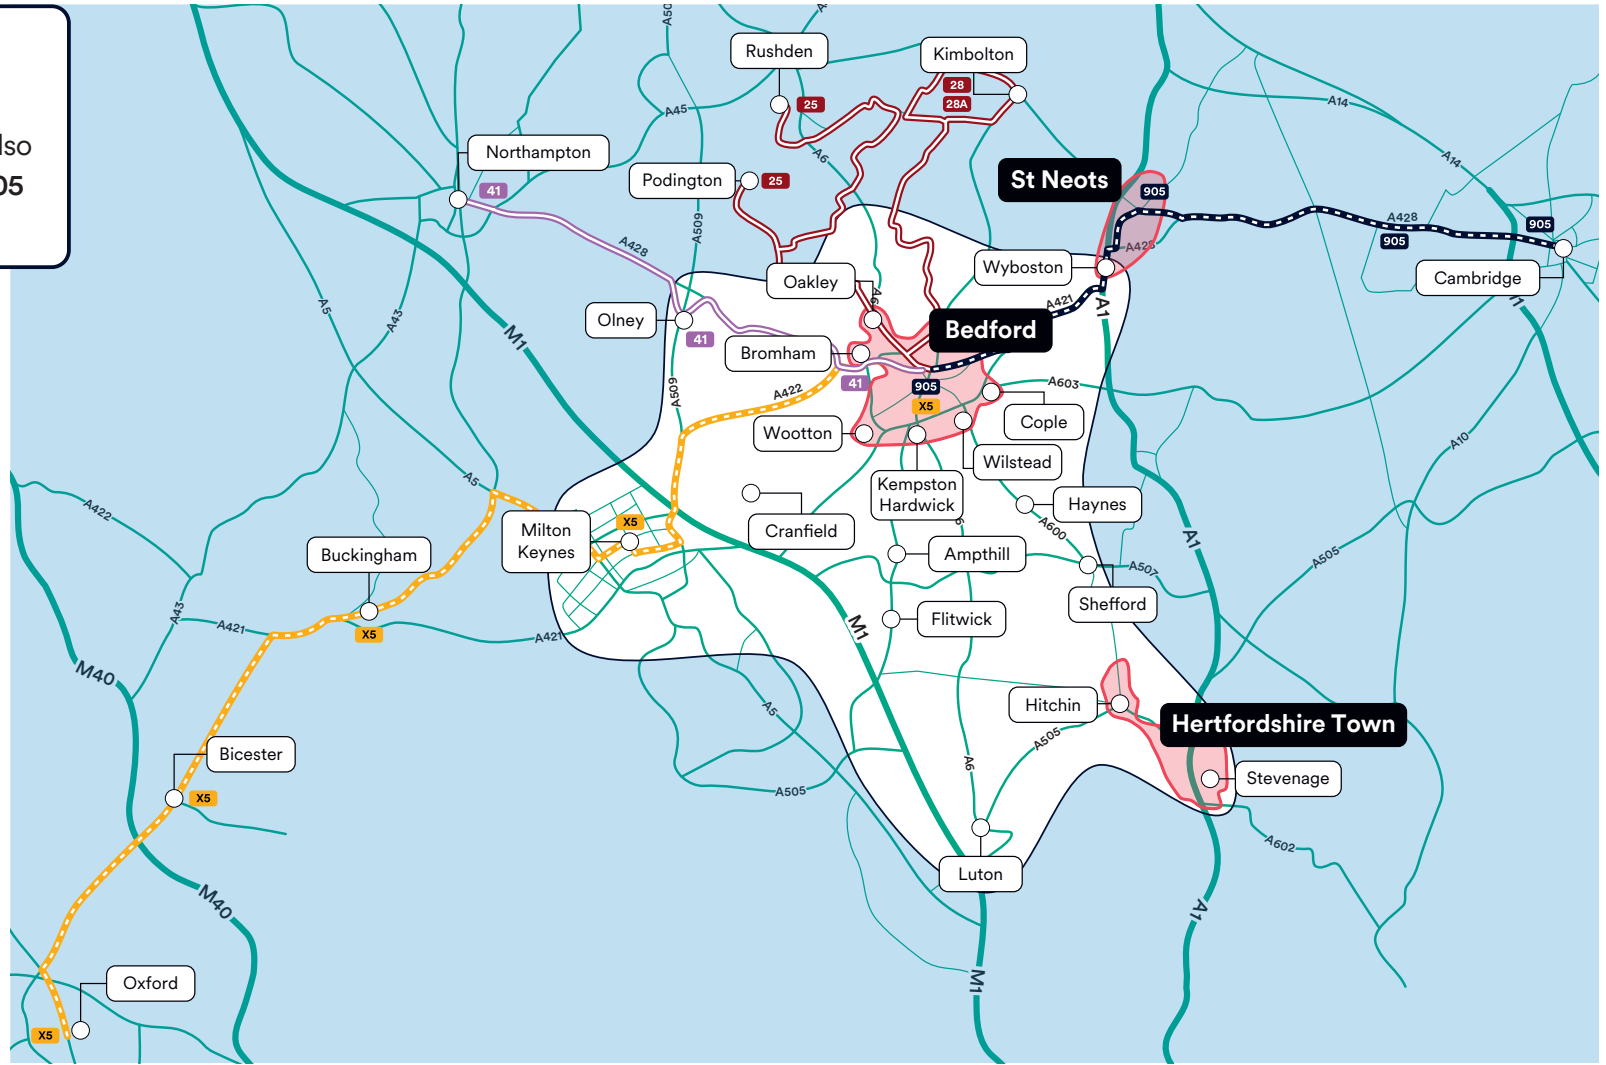 lso
05
Rushden
Kimbolton
28
28A
25
A45
A14
A14
Northampton
A6
Podington
25
St Neots
905
41
A509
A428
905
A428
905
A428
Wyboston
Cambridge
Oakley
A6
A421
A1
A5
A43
M1
Olney
41
Bedford
Bromham
41
A422
A509
905
X5
A603
Cople
Wootton
Wilstead
A10
Kempston
Hardwick
A5
A422
Cranfield
Haynes
A600
Milton
Keynes
X5
Buckingham
Ampthill
A1
A507
A505
Shefford
A43
A421
X5
A421
M1
Flitwick
M40
Hitchin
A5
A505
Hertfordshire Town
Bicester
X5
A6
Stevenage
A505
A602
Luton
M40
A1
M1
Oxford
X5